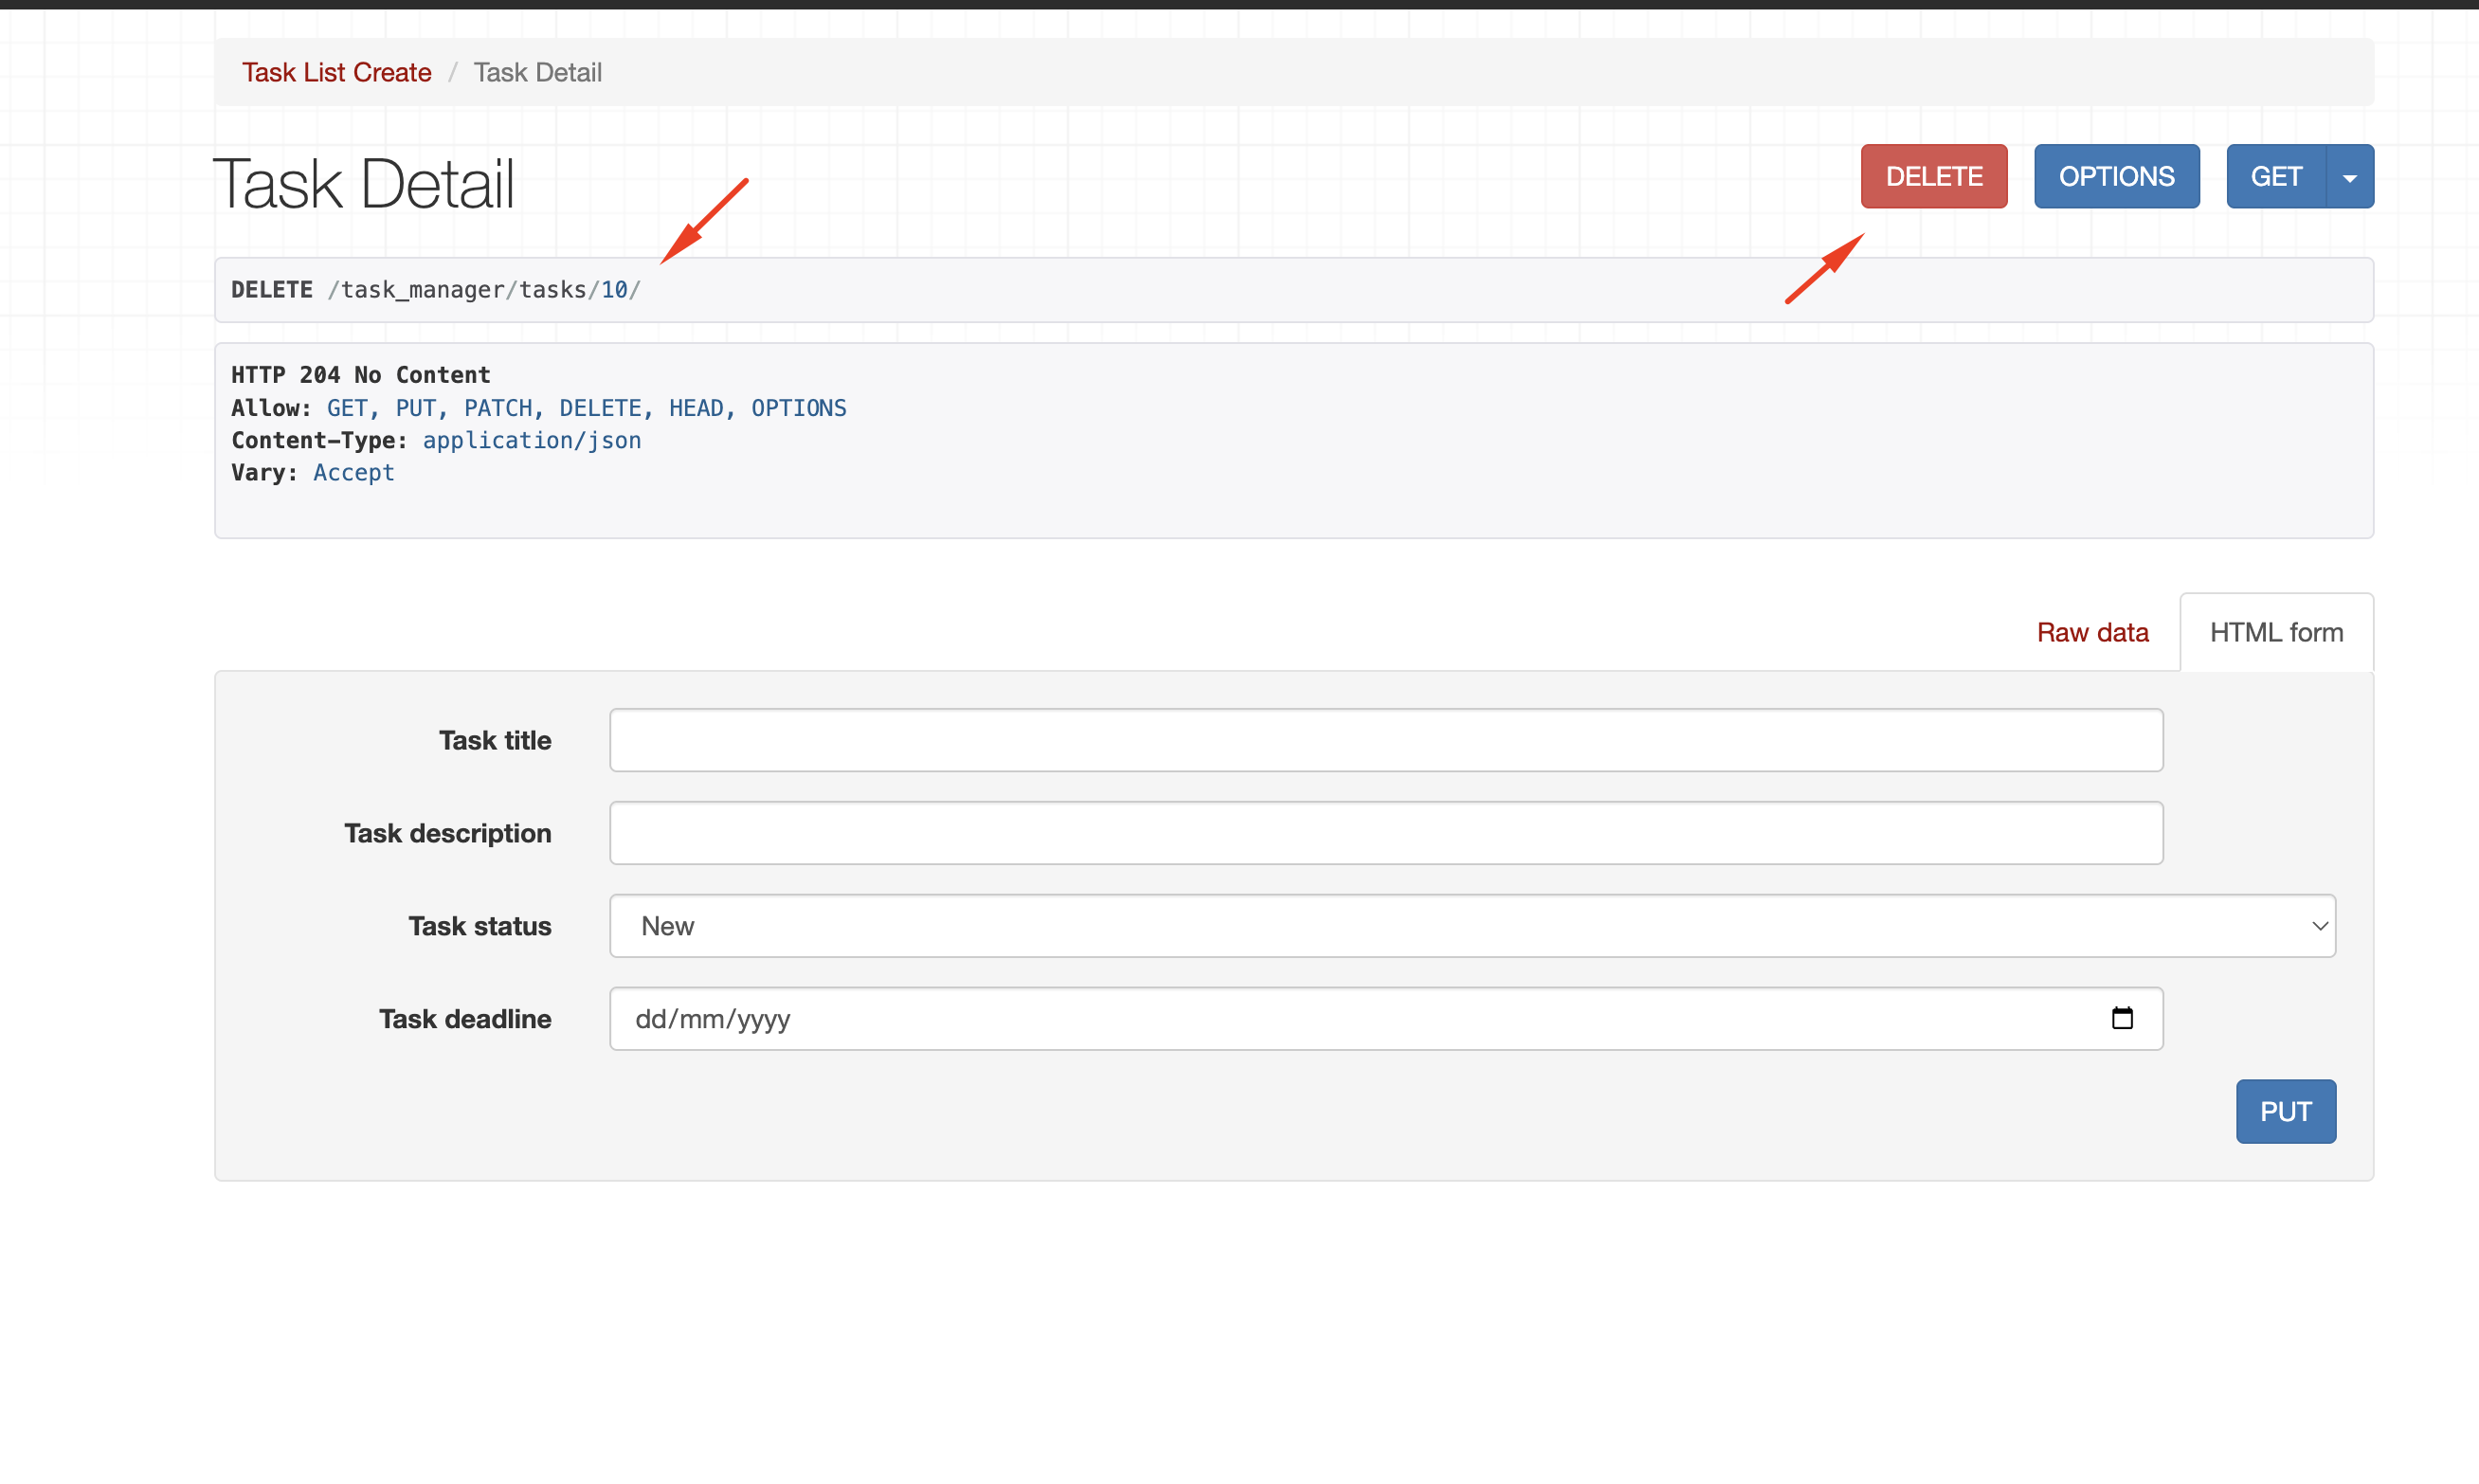 Task List Create / Task Detail
Task Detail
DELETE
OPTIONS
GET
DELETE /task_manager/tasks/10/
HTTP 204 No Content
Allow: GET, PUT, PATCH, DELETE, HEAD, OPTIONS
Content-Type: application/json
Vary: Accept
Raw data
HTML form
Task title
Task description
Task status
New
Task deadline
dd/mm/yyyy
PUT